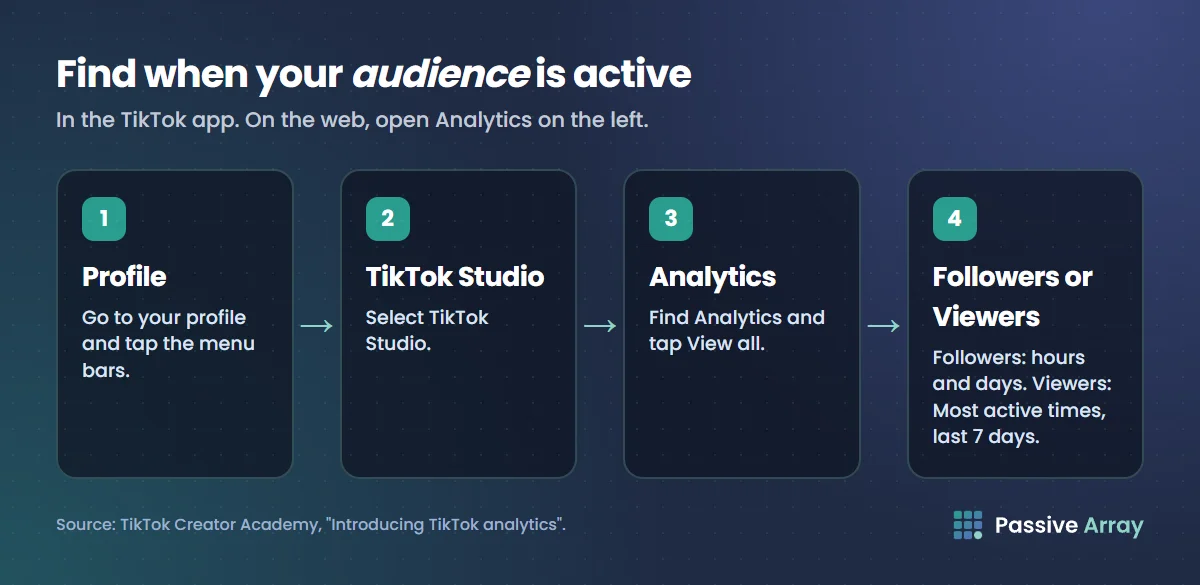 Find when your audience is active
In the TikTok app. On the web, open Analytics on the left.
1
Profile
Go to your profile
and tap the menu
bars.
→
2
TikTok Studio
Select TikTok
Studio.
→
3
Analytics
Find Analytics and
tap View all.
→
4
Followers or
Viewers
Followers: hours
and days. Viewers:
Most active times,
last 7 days.
Source: TikTok Creator Academy, "Introducing TikTok analytics".
Passive Array